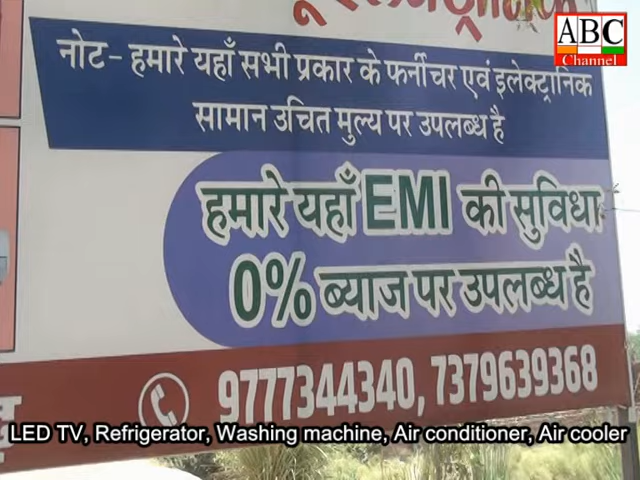 ABC
Channel
नोट- हमारे यहाँ सभी प्रकार के फर्नीचर एवं इलेक्ट्रानिक
सामान उचित मुल्य पर उपलब्ध है
हमारे यहाँ EMI की सुविधा
0% ब्याज पर उपलब्ध है
9777344340, 7379639368
LED TV, Refrigerator, Washing machine, Air conditioner, Air cooler